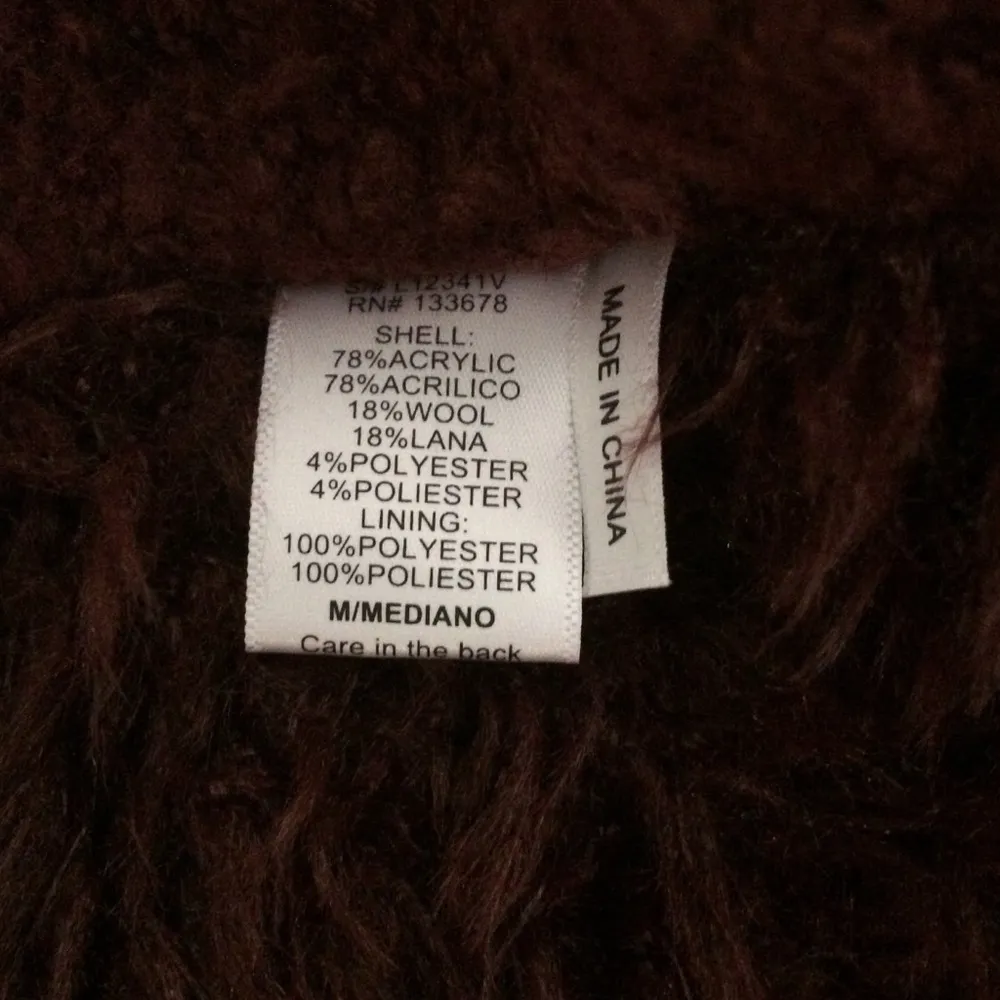 S/# L12341V
RN# 133678
SHELL:
78%ACRYLIC
78%ACRILICO
18%WOOL
18%LANA
4%POLYESTER
4%POLIESTER
LINING:
100%POLYESTER
100%POLIESTER
M/MEDIANO
Care in the back
MADE IN CHINA